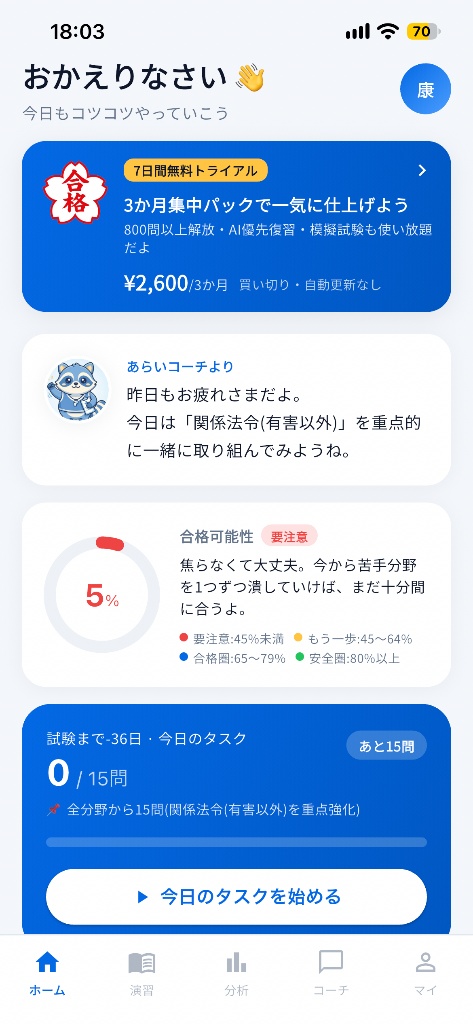 18:03
70
おかえりなさい 👋
康
今日もコツコツやっていこう
合格
7日間無料トライアル
3か月集中パックで一気に仕上げよう
800問以上解放・AI優先復習・模擬試験も使い放題
だよ
¥2,600/3か月 買い切り・自動更新なし
あらいコーチより
昨日もお疲れさまだよ。
今日は「関係法令(有害以外)」を重点的
に一緒に取り組んでみようね。
合格可能性 要注意
5%
焦らなくて大丈夫。今から苦手分野
を1つずつ潰していけば、まだ十分間
に合うよ。
要注意:45%未満 もう一歩:45〜64%
合格圏:65〜79% 安全圏:80%以上
試験まで-36日・今日のタスク
あと15問
0 / 15問
📌 全分野から15問(関係法令(有害以外)を重点強化)
▶ 今日のタスクを始める
ホーム 演習 分析 コーチ マイ